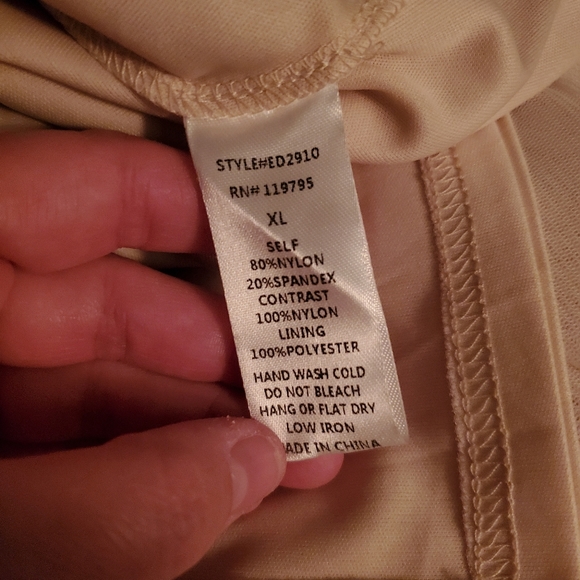 STYLE#ED2910
RN# 119795
XL
SELF
80%NYLON
20%SPANDEX
CONTRAST
100%NYLON
LINING
100%POLYESTER
HAND WASH COLD
DO NOT BLEACH
HANG OR FLAT DRY
LOW IRON
ADE IN CHINA